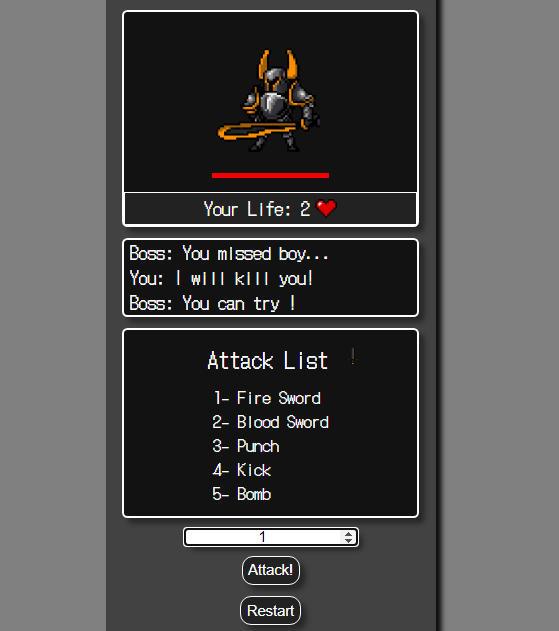 Your Life: 2
Boss: You missed boy...
You: I will kill you!
Boss: You can try !
Attack List
1- Fire Sword
2- Blood Sword
3- Punch
4- Kick
5- Bomb
1
Attack!
Restart